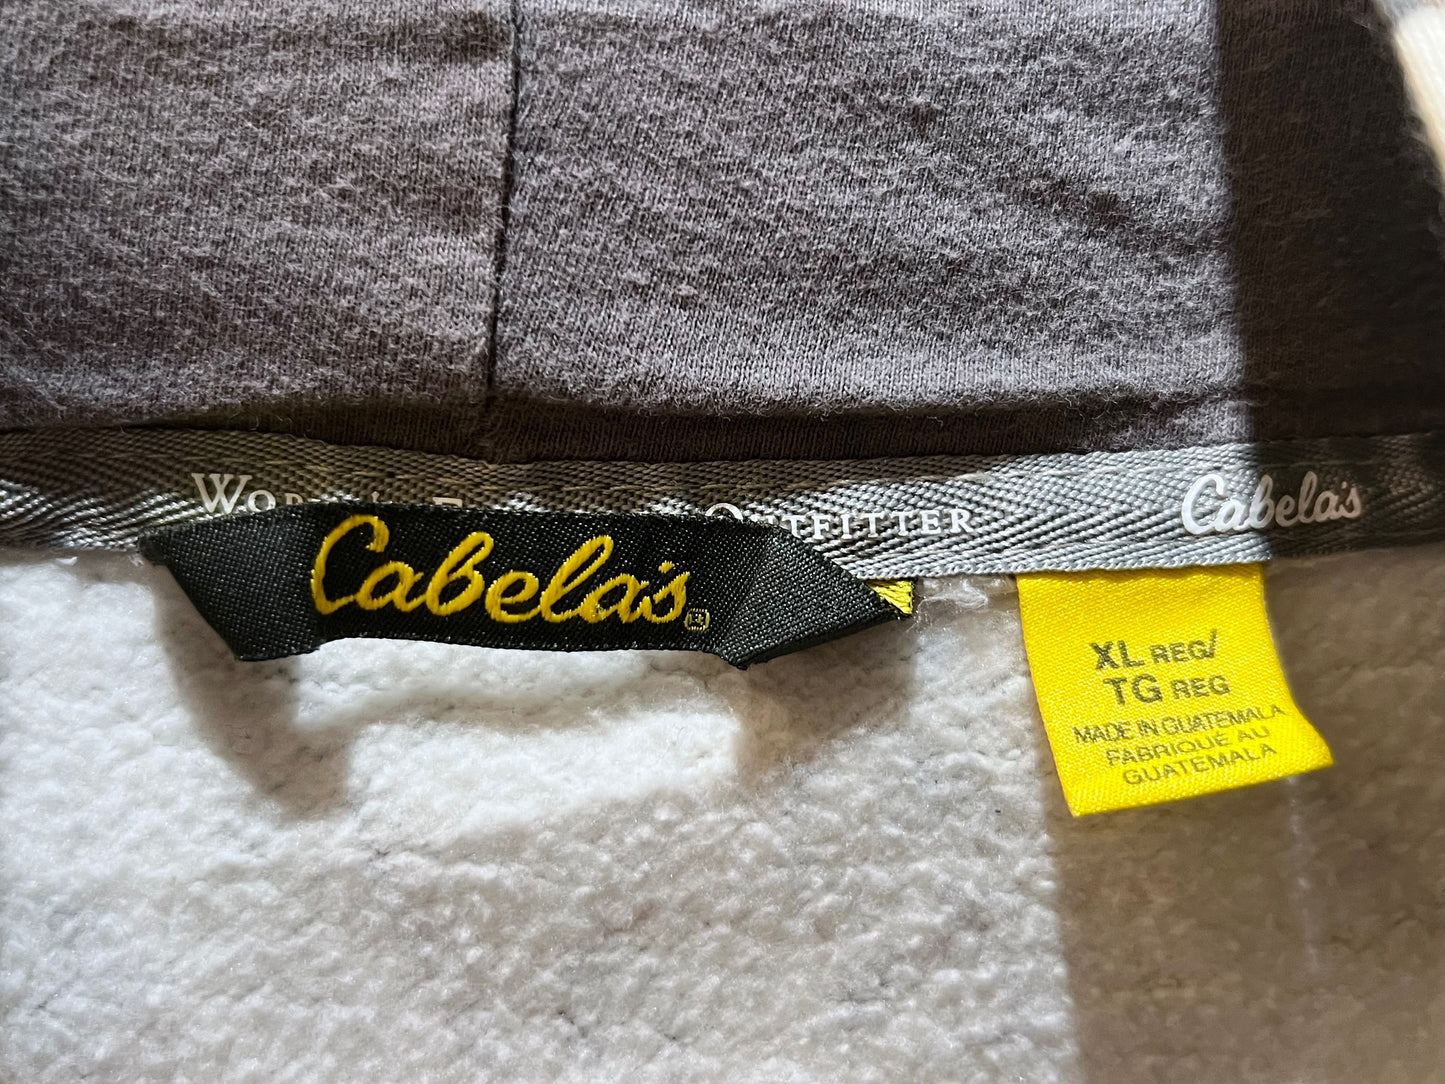 Outfitter
Cabela's
Cabela's®
XL REG/
TG REG
MADE IN GUATEMALA
FABRIQUÉ AU
GUATEMALA